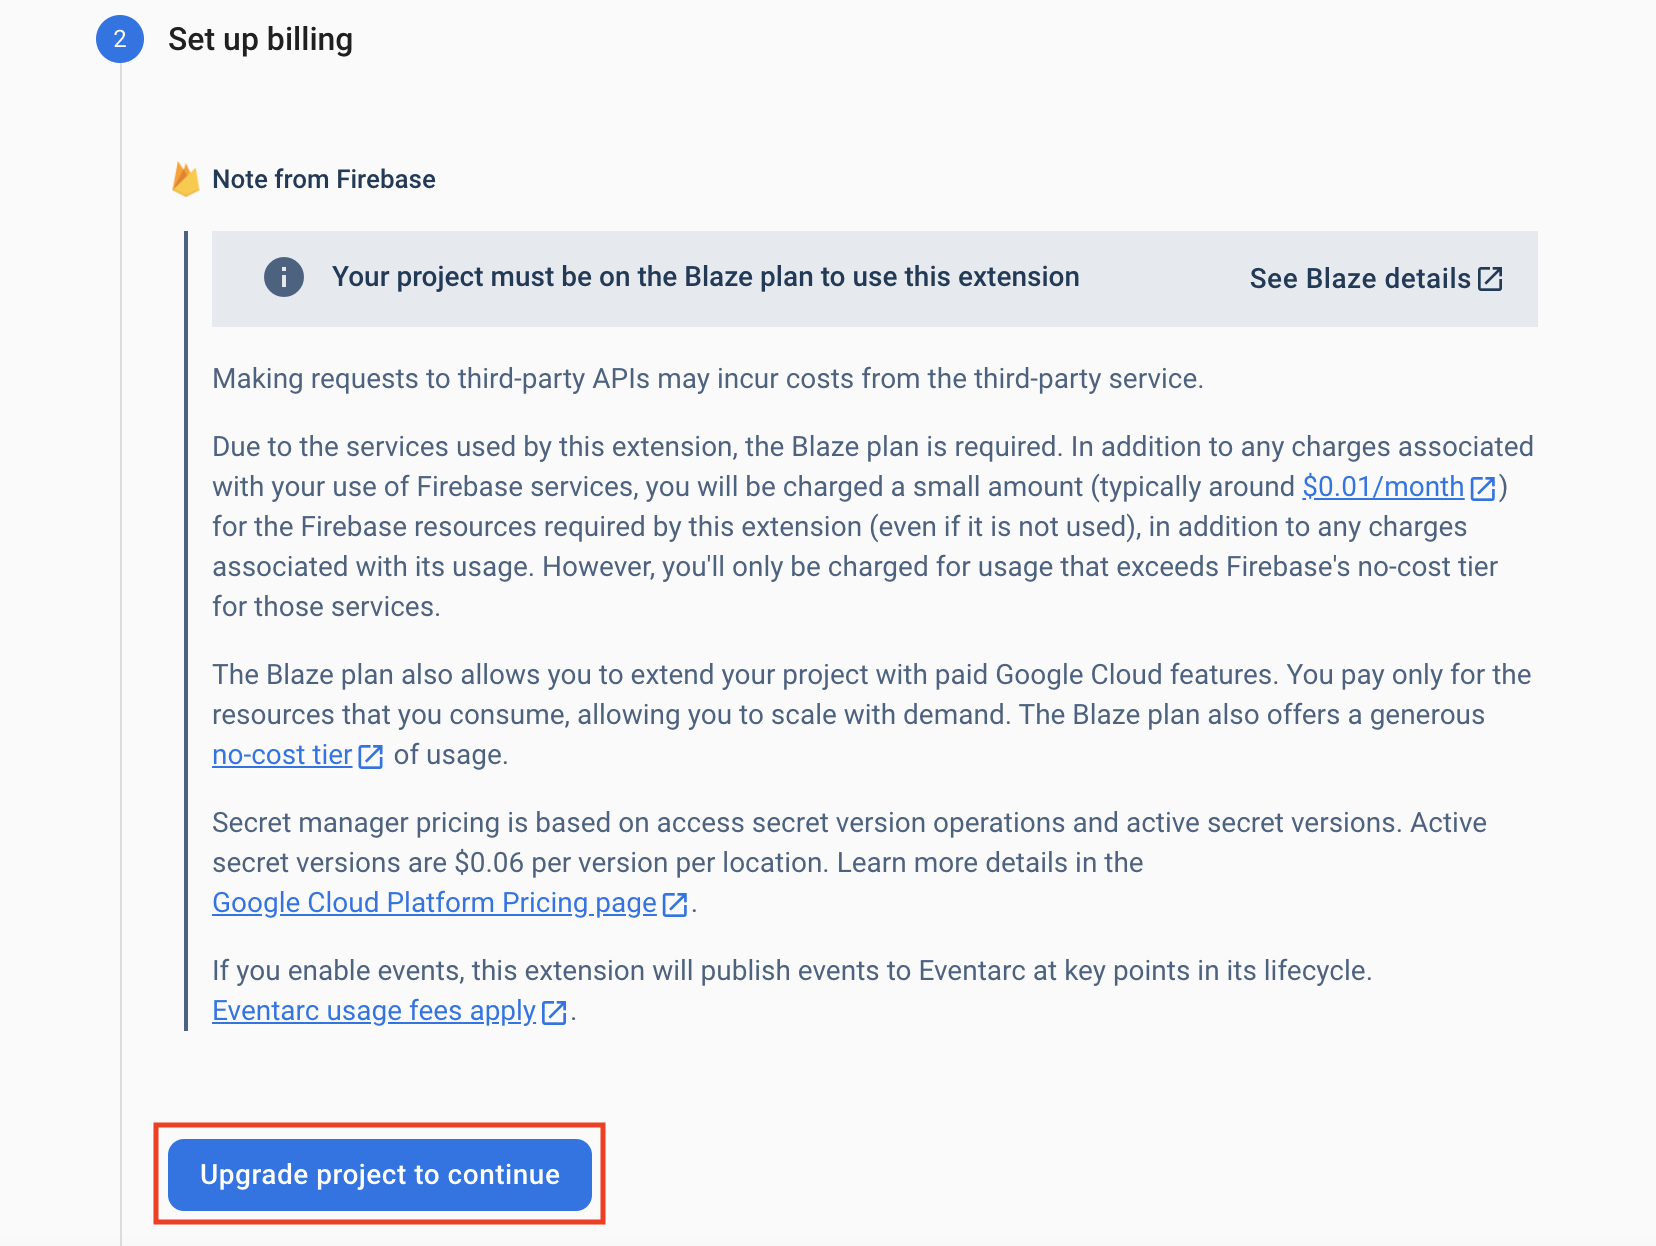 2
Set up billing
Note from Firebase
Your project must be on the Blaze plan to use this extension
See Blaze details
Making requests to third-party APIs may incur costs from the third-party service.
Due to the services used by this extension, the Blaze plan is required. In addition to any charges associated
with your use of Firebase services, you will be charged a small amount (typically around $0.01/month)
for the Firebase resources required by this extension (even if it is not used), in addition to any charges
associated with its usage. However, you'll only be charged for usage that exceeds Firebase's no-cost tier
for those services.
The Blaze plan also allows you to extend your project with paid Google Cloud features. You pay only for the
resources that you consume, allowing you to scale with demand. The Blaze plan also offers a generous
no-cost tier of usage.
Secret manager pricing is based on access secret version operations and active secret versions. Active
secret versions are $0.06 per version per location. Learn more details in the
Google Cloud Platform Pricing page.
If you enable events, this extension will publish events to Eventarc at key points in its lifecycle.
Eventarc usage fees apply.
Upgrade project to continue